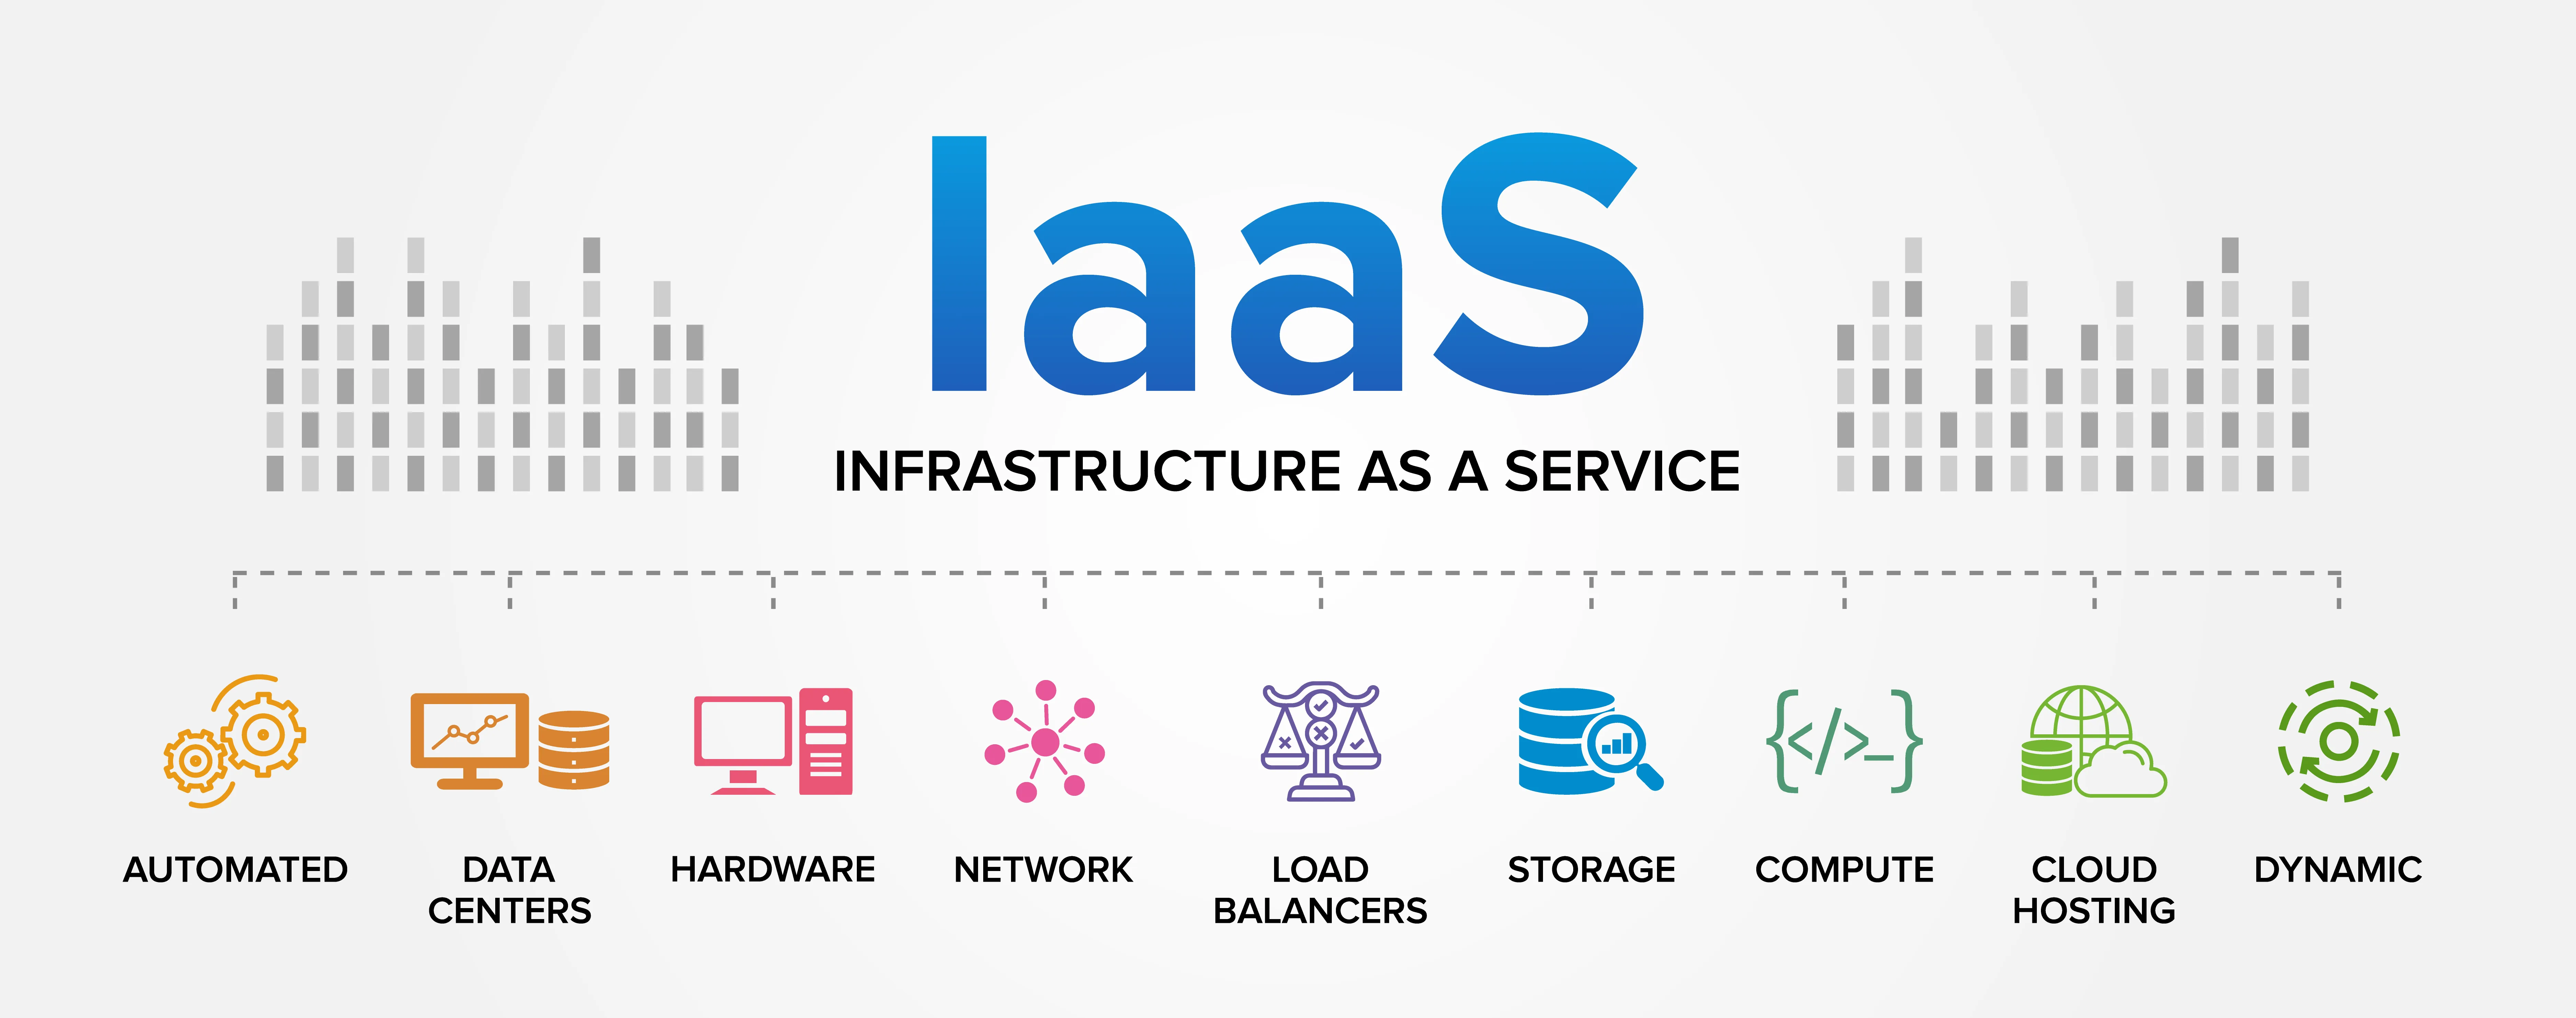 IaaS
INFRASTRUCTURE AS A SERVICE
AUTOMATED
DATA
CENTERS
HARDWARE
NETWORK
LOAD
BALANCERS
STORAGE
{</>_}
COMPUTE
CLOUD
HOSTING
DYNAMIC